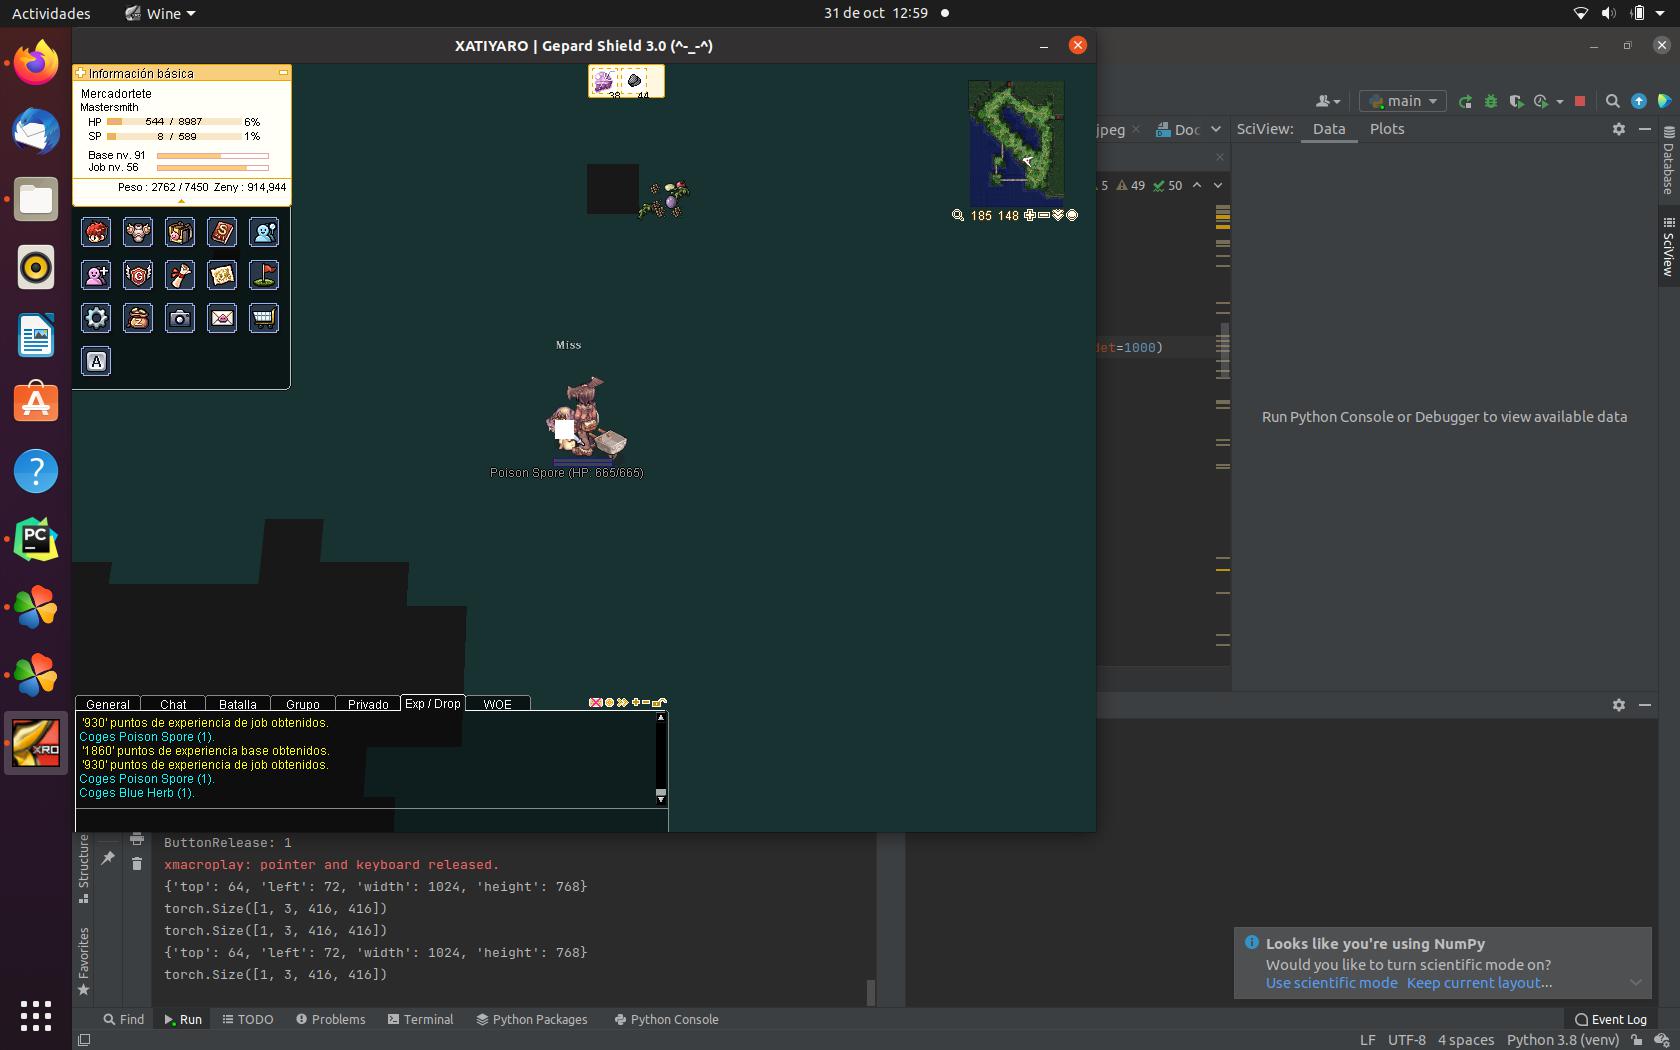 Actividades
Wine
31 de oct 12:59
XATIYARO | Gepard Shield 3.0 (^-_-^)
Información básica
Mercadortete
Mastersmith
HP 544 / 8987 6%
SP 8 / 589 1%
Base nv. 91
Job nv. 56
Peso : 2762 / 7450 Zeny : 914,944
38 44
185 148
Miss
Poison Spore (HP: 665/665)
General Chat Batalla Grupo Privado Exp / Drop WOE
'930' puntos de experiencia de job obtenidos.
Coges Poison Spore (1).
'1860' puntos de experiencia base obtenidos.
'930' puntos de experiencia de job obtenidos.
Coges Poison Spore (1).
Coges Blue Herb (1).
main
jpeg
SciView: Data Plots
5 49 50
Database
SciView
=1000)
Run Python Console or Debugger to view available data
PC
XRO
Structure
Favorites
ButtonRelease: 1
xmacroplay: pointer and keyboard released.
{'top': 64, 'left': 72, 'width': 1024, 'height': 768}
torch.Size([1, 3, 416, 416])
torch.Size([1, 3, 416, 416])
{'top': 64, 'left': 72, 'width': 1024, 'height': 768}
torch.Size([1, 3, 416, 416])
Looks like you're using NumPy
Would you like to turn scientific mode on?
Use scientific mode Keep current layout...
Find Run TODO Problems Terminal Python Packages Python Console
Event Log
LF UTF-8 4 spaces Python 3.8 (venv)